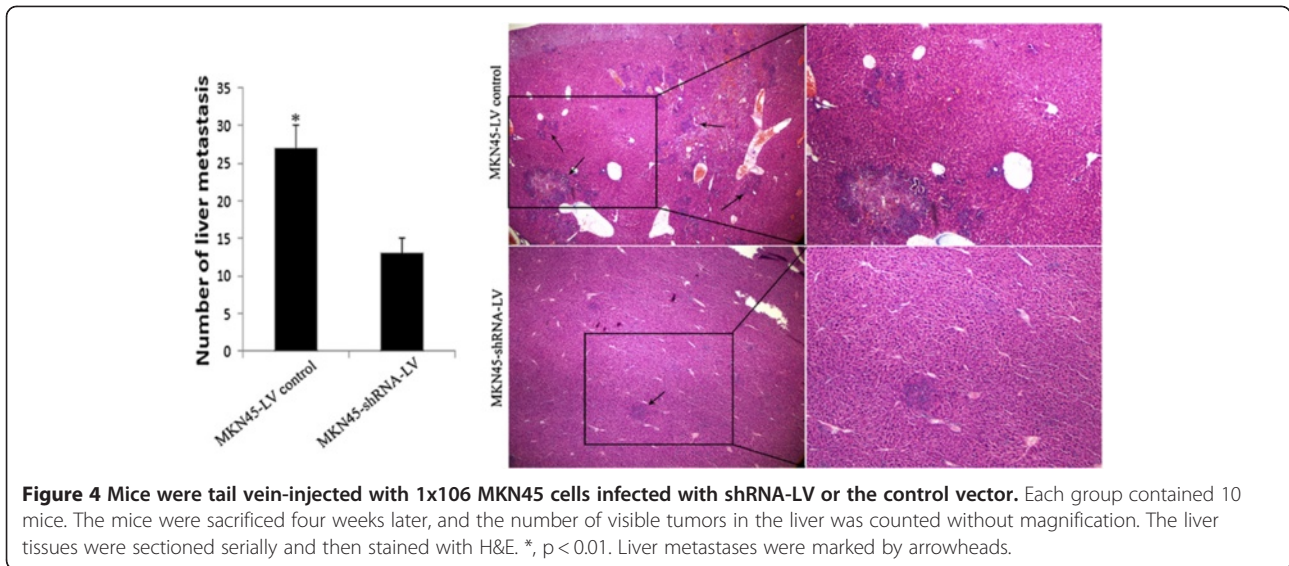 Number of liver metastasis
35
30
25
20
15
10
5
0
*
MKN45-LV control
MKN45-shRNA-LV
MKN45-LV control
MKN45-shRNA-LV
Figure 4 Mice were tail vein-injected with 1x106 MKN45 cells infected with shRNA-LV or the control vector. Each group contained 10
mice. The mice were sacrificed four weeks later, and the number of visible tumors in the liver was counted without magnification. The liver
tissues were sectioned serially and then stained with H&E. *, p < 0.01. Liver metastases were marked by arrowheads.